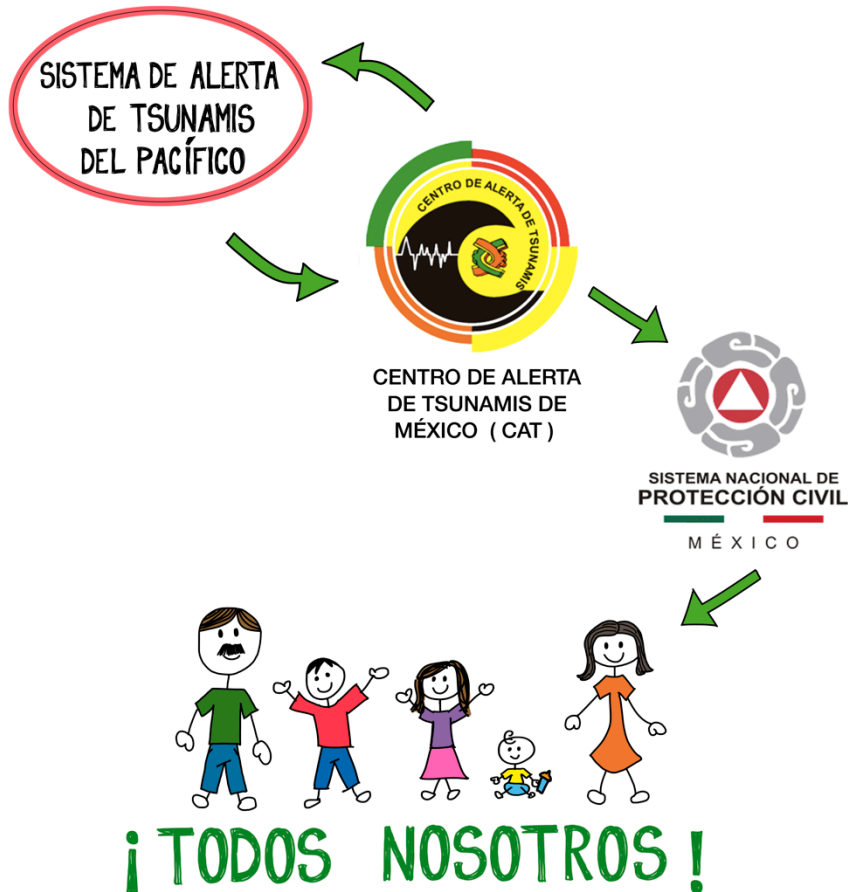 SISTEMA DE ALERTA
DE TSUNAMIS
DEL PACÍFICO
CENTRO DE ALERTA DE TSUNAMIS
CENTRO DE ALERTA
DE TSUNAMIS DE
MÉXICO ( CAT )
SISTEMA NACIONAL DE
PROTECCIÓN CIVIL
MÉXICO
¡TODOS NOSOTROS!